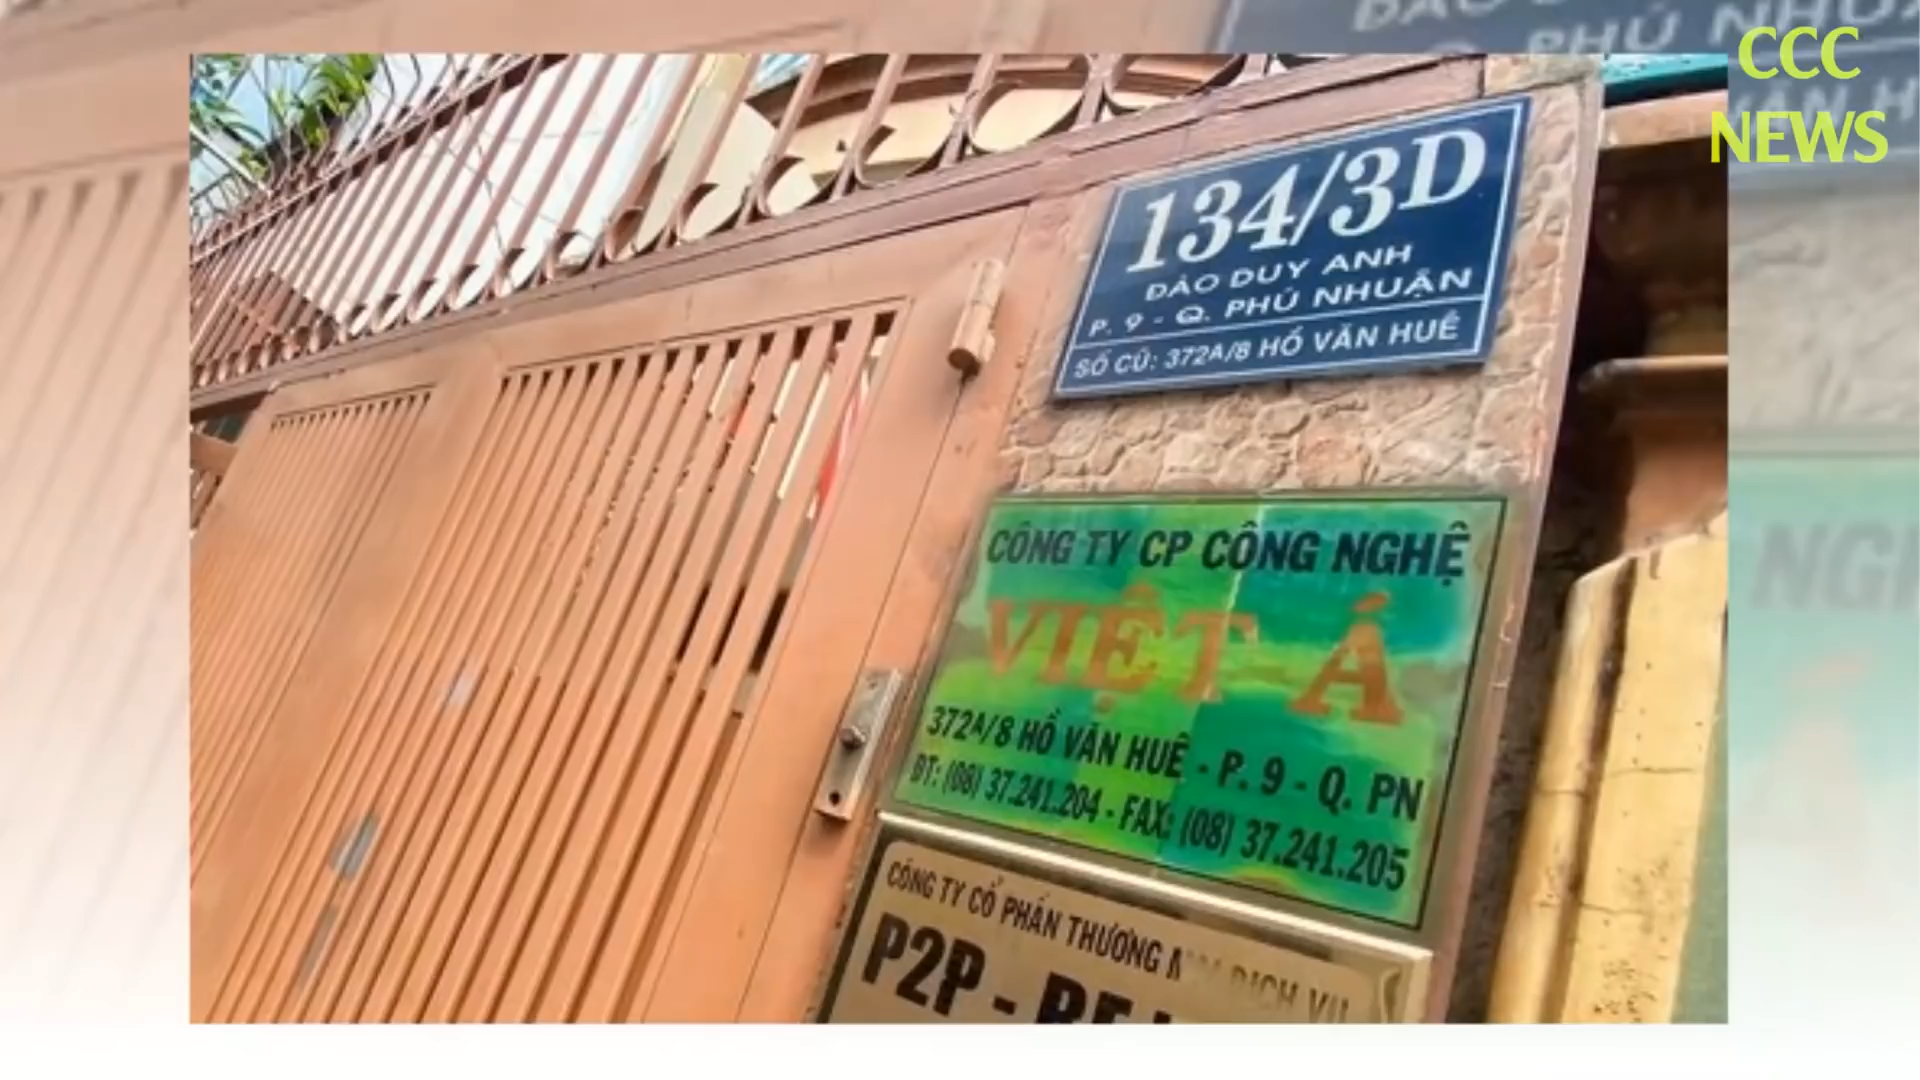 CCC
NEWS
134/3D
ĐÀO DUY ANH
P. 9 - Q. PHÚ NHUẬN
SỐ CŨ: 372A/8 HỒ VĂN HUÊ
CÔNG TY CP CÔNG NGHỆ
VIỆT Á
372A/8 HỒ VĂN HUÊ - P. 9 - Q. PN
ĐT: (08) 37.241.204 - FAX: (08) 37.241.205
CÔNG TY CỔ PHẦN THƯƠNG DỊCH VỤ
P2P -